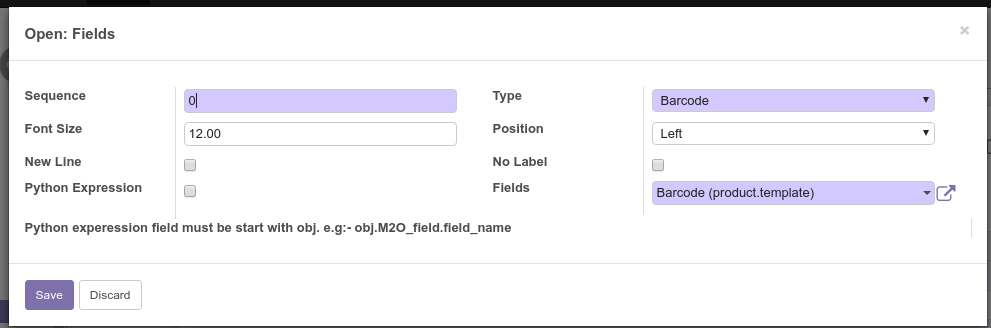 Open: Fields ×
Sequence 0 Type Barcode
Font Size 12.00 Position Left
New Line No Label
Python Expression Fields Barcode (product.template)
Python experession field must be start with obj. e.g:- obj.M2O_field.field_name
Save Discard